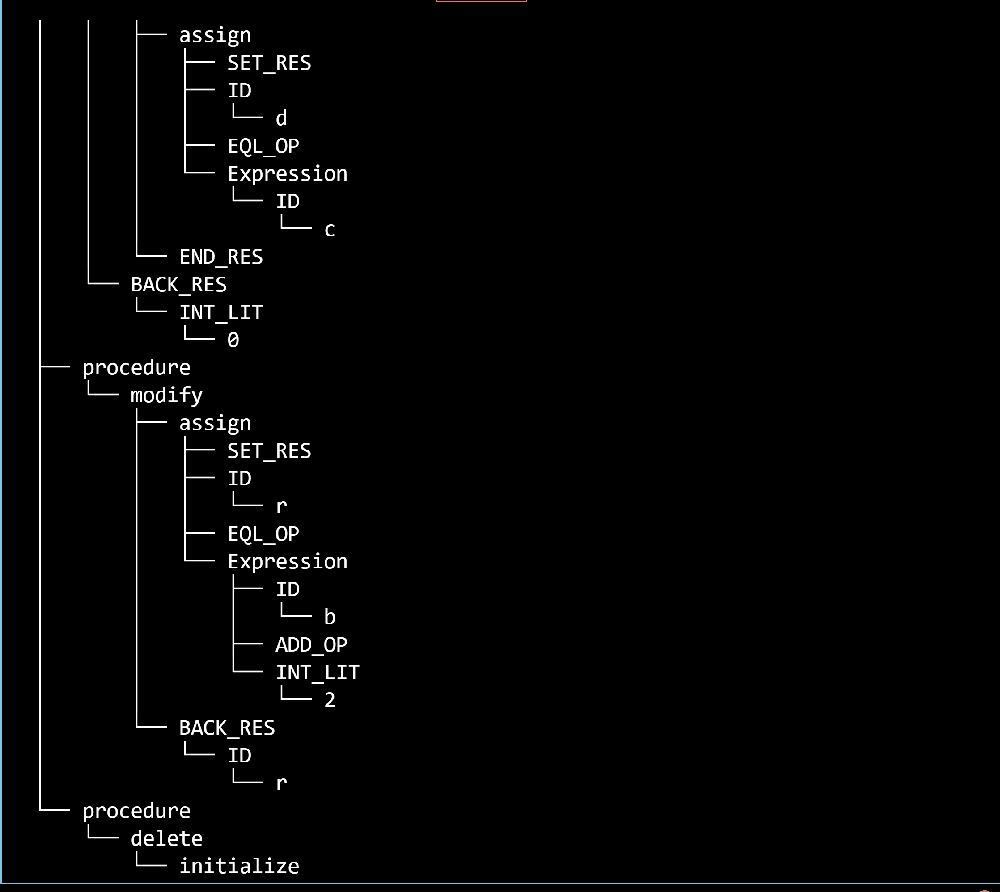 assign
SET_RES
ID
d
EQL_OP
Expression
ID
c
END_RES
BACK_RES
INT_LIT
0
procedure
modify
assign
SET_RES
ID
r
EQL_OP
Expression
ID
b
ADD_OP
INT_LIT
2
BACK_RES
ID
r
procedure
delete
initialize